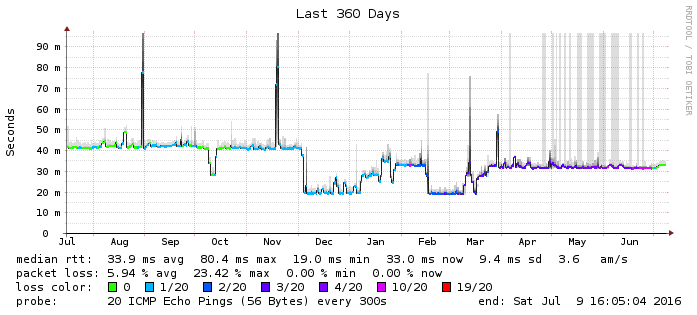 Last 360 Days
RRDTOOL / TOBI OETIKER
Seconds
90 m
80 m
70 m
60 m
50 m
40 m
30 m
20 m
10 m
0
Jul Aug Sep Oct Nov Dec Jan Feb Mar Apr May Jun
median rtt: 33.9 ms avg 80.4 ms max 19.0 ms min 33.0 ms now 9.4 ms sd 3.6 am/s
packet loss: 5.94 % avg 23.42 % max 0.00 % min 0.00 % now
loss color: 0 1/20 2/20 3/20 4/20 10/20 19/20
probe: 20 ICMP Echo Pings (56 Bytes) every 300s end: Sat Jul 9 16:05:04 2016